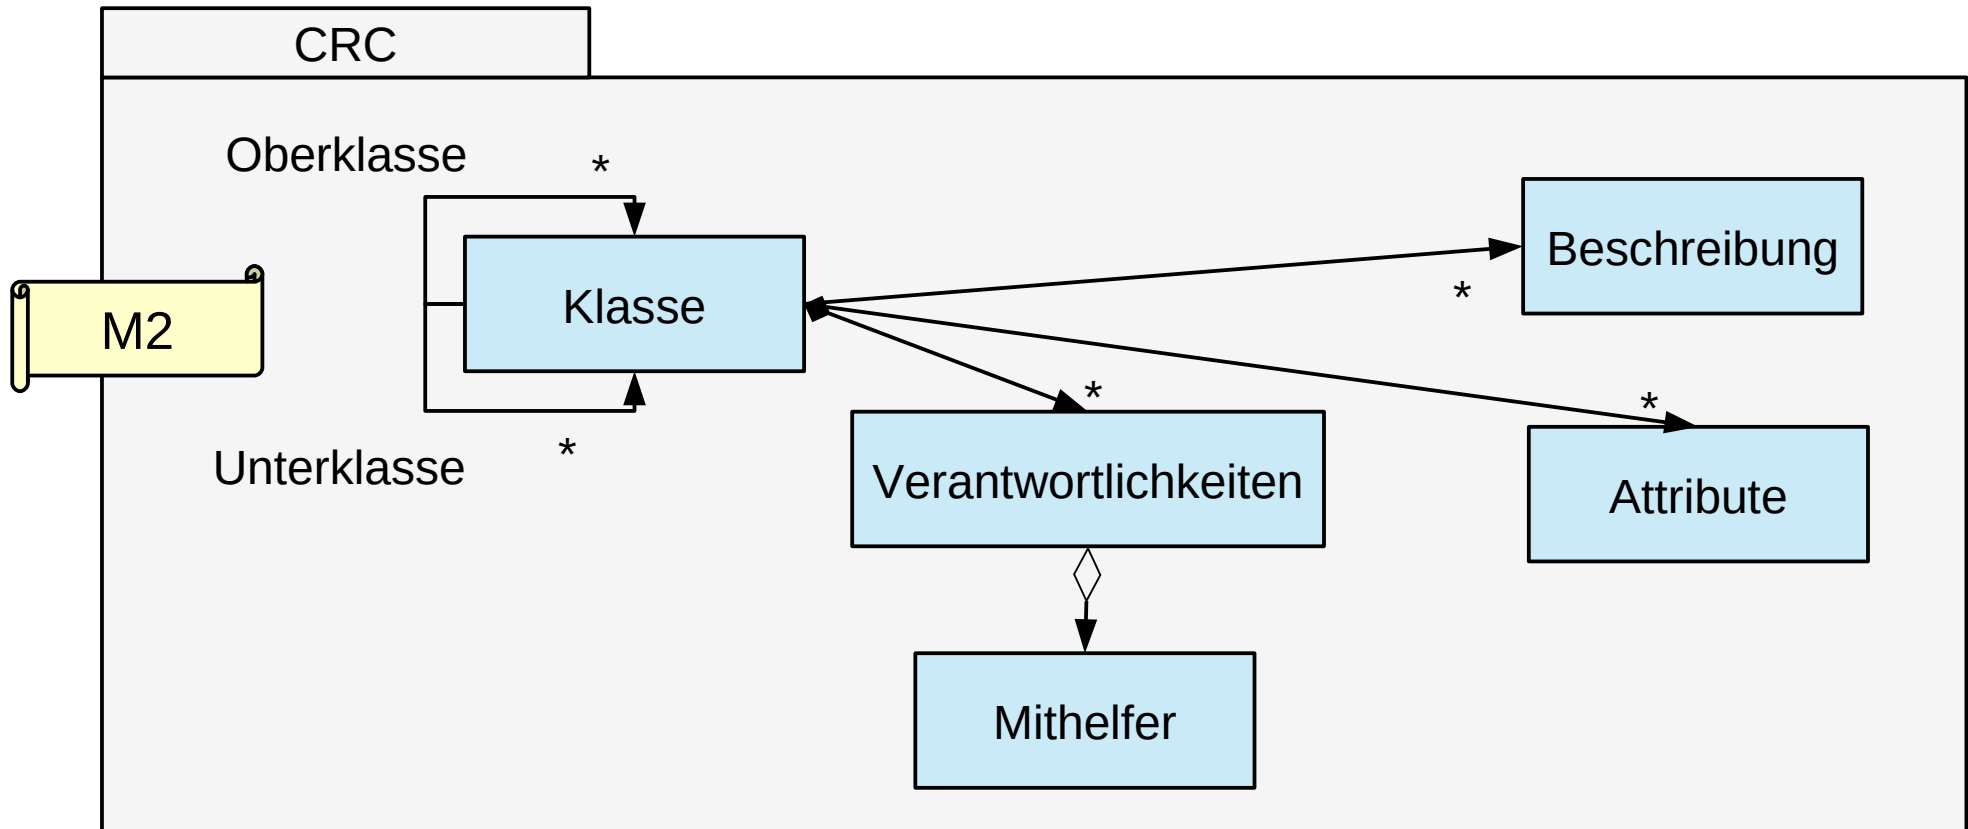 CRC
Oberklasse
*
Beschreibung
*
Klasse
M2
*
*
Unterklasse
*
Verantwortlichkeiten
Attribute
Mithelfer